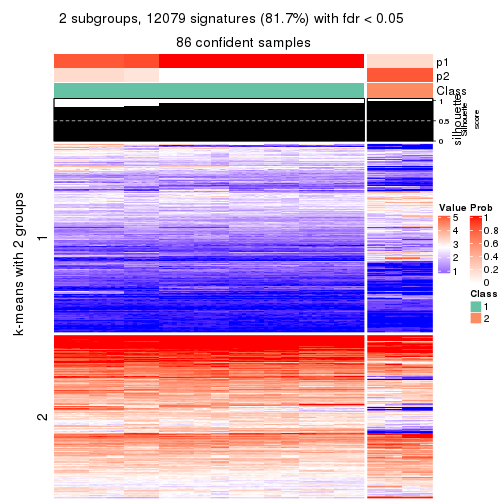 2 subgroups, 12079 signatures (81.7%) with fdr < 0.05
86 confident samples
p1
p2
Class
silhouette
Silhouette
score
1
0.5
0
k-means with 2 groups
1
2
Value
5
4
3
2
1
Prob
1
0.8
0.6
0.4
0.2
0
Class
1
2